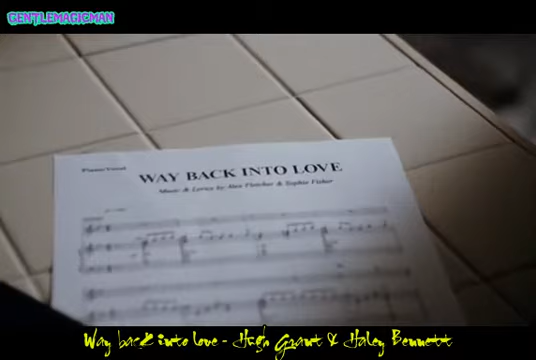 GENTLEMAGICMAN
Piano/Vocal
WAY BACK INTO LOVE
Music & Lyrics by Alex Fletcher & Sophie Fisher
Way back into love - Hugh Grant & Haley Bennett